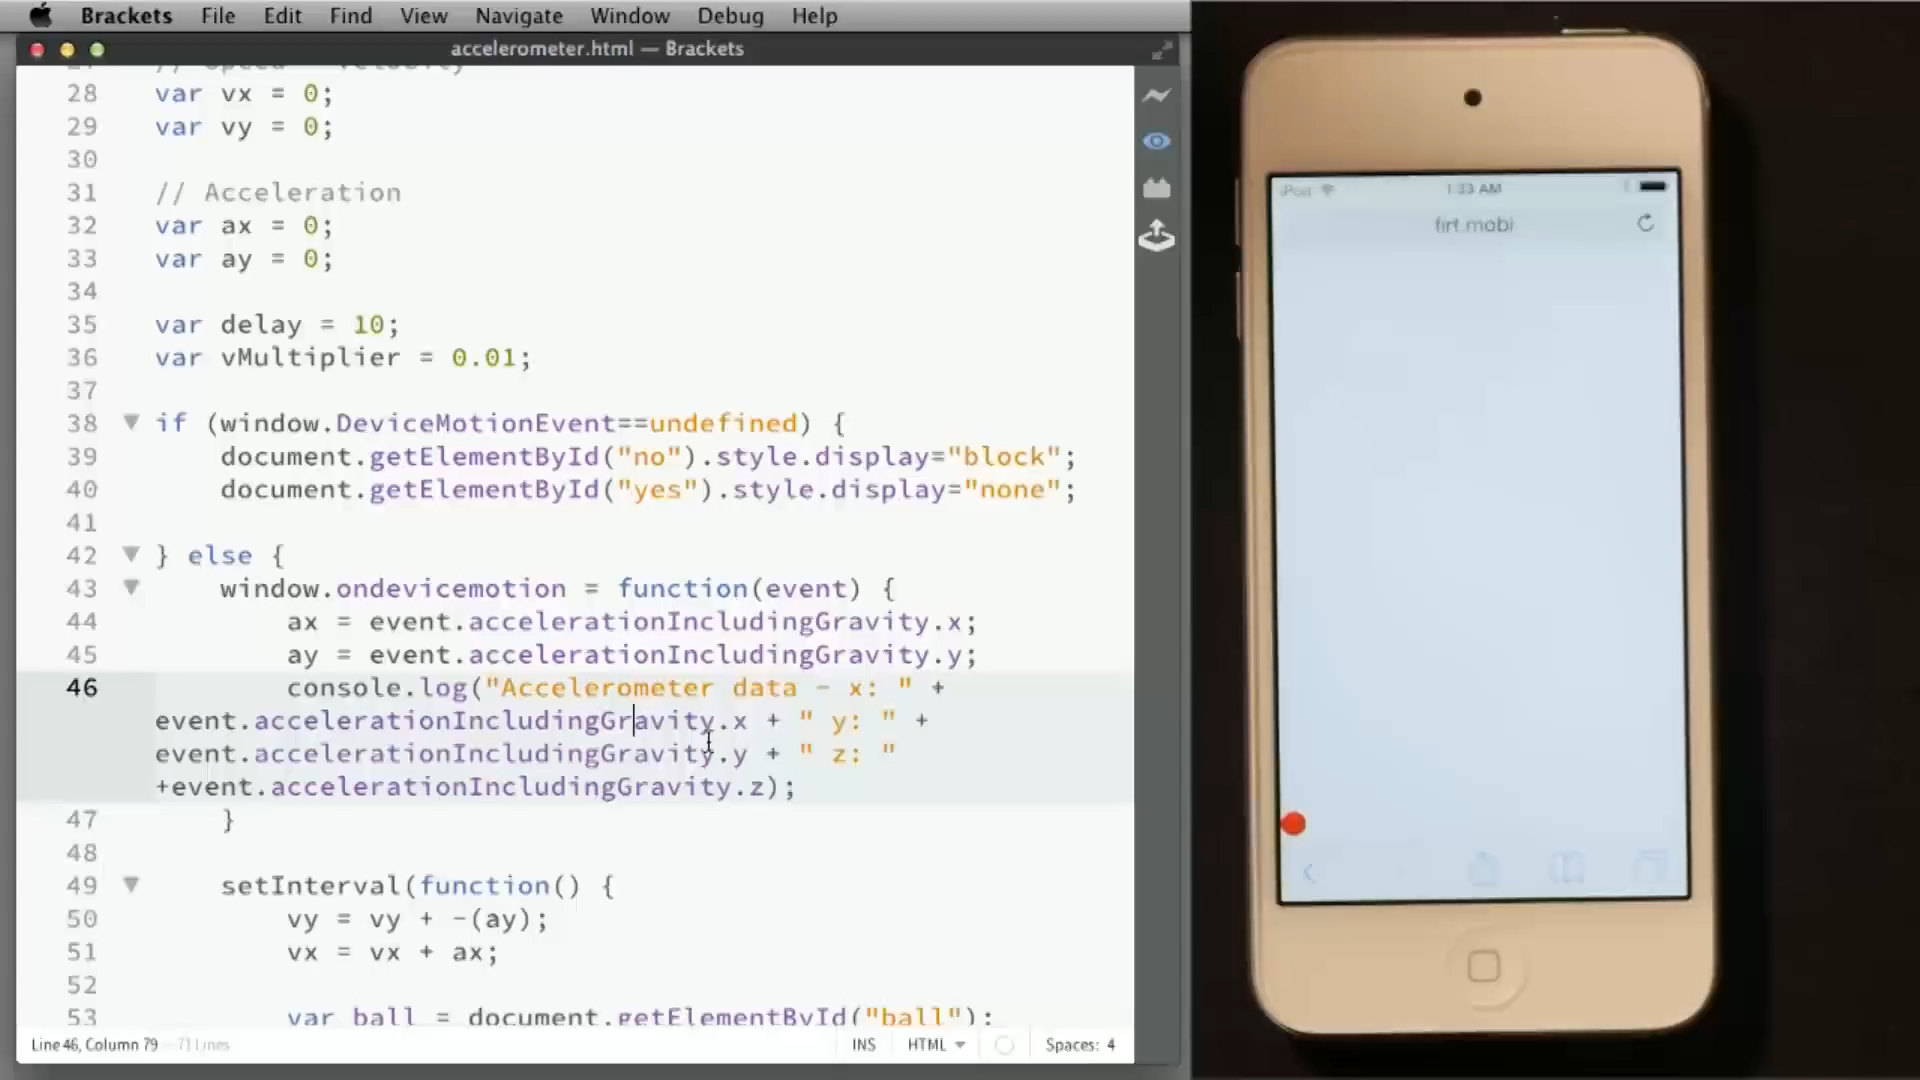 Brackets File Edit Find View Navigate Window Debug Help
accelerometer.html — Brackets
28 var vx = 0;
29 var vy = 0;
30
31 // Acceleration
32 var ax = 0;
33 var ay = 0;
34
35 var delay = 10;
36 var vMultiplier = 0.01;
37
38 if (window.DeviceMotionEvent==undefined) {
39 document.getElementById("no").style.display="block";
40 document.getElementById("yes").style.display="none";
41
42 } else {
43 window.ondevicemotion = function(event) {
44 ax = event.accelerationIncludingGravity.x;
45 ay = event.accelerationIncludingGravity.y;
46 console.log("Accelerometer data - x: " +
event.accelerationIncludingGravity.x + " y: " +
event.accelerationIncludingGravity.y + " z: "
+event.accelerationIncludingGravity.z);
47 }
48
49 setInterval(function() {
50 vy = vy + -(ay);
51 vx = vx + ax;
52
53 var ball = document.getElementById("ball");
Line 46, Column 79 — 71 Lines
INS HTML Spaces: 4
iPod 1:33 AM
firt.mobi